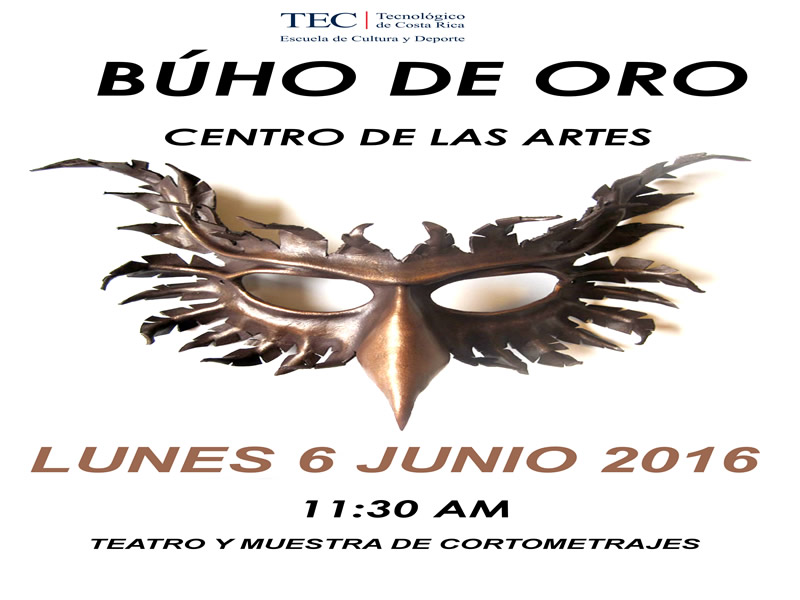 TEC | Tecnológico
de Costa Rica
Escuela de Cultura y Deporte
BÚHO DE ORO
CENTRO DE LAS ARTES
LUNES 6 JUNIO 2016
11:30 AM
TEATRO Y MUESTRA DE CORTOMETRAJES